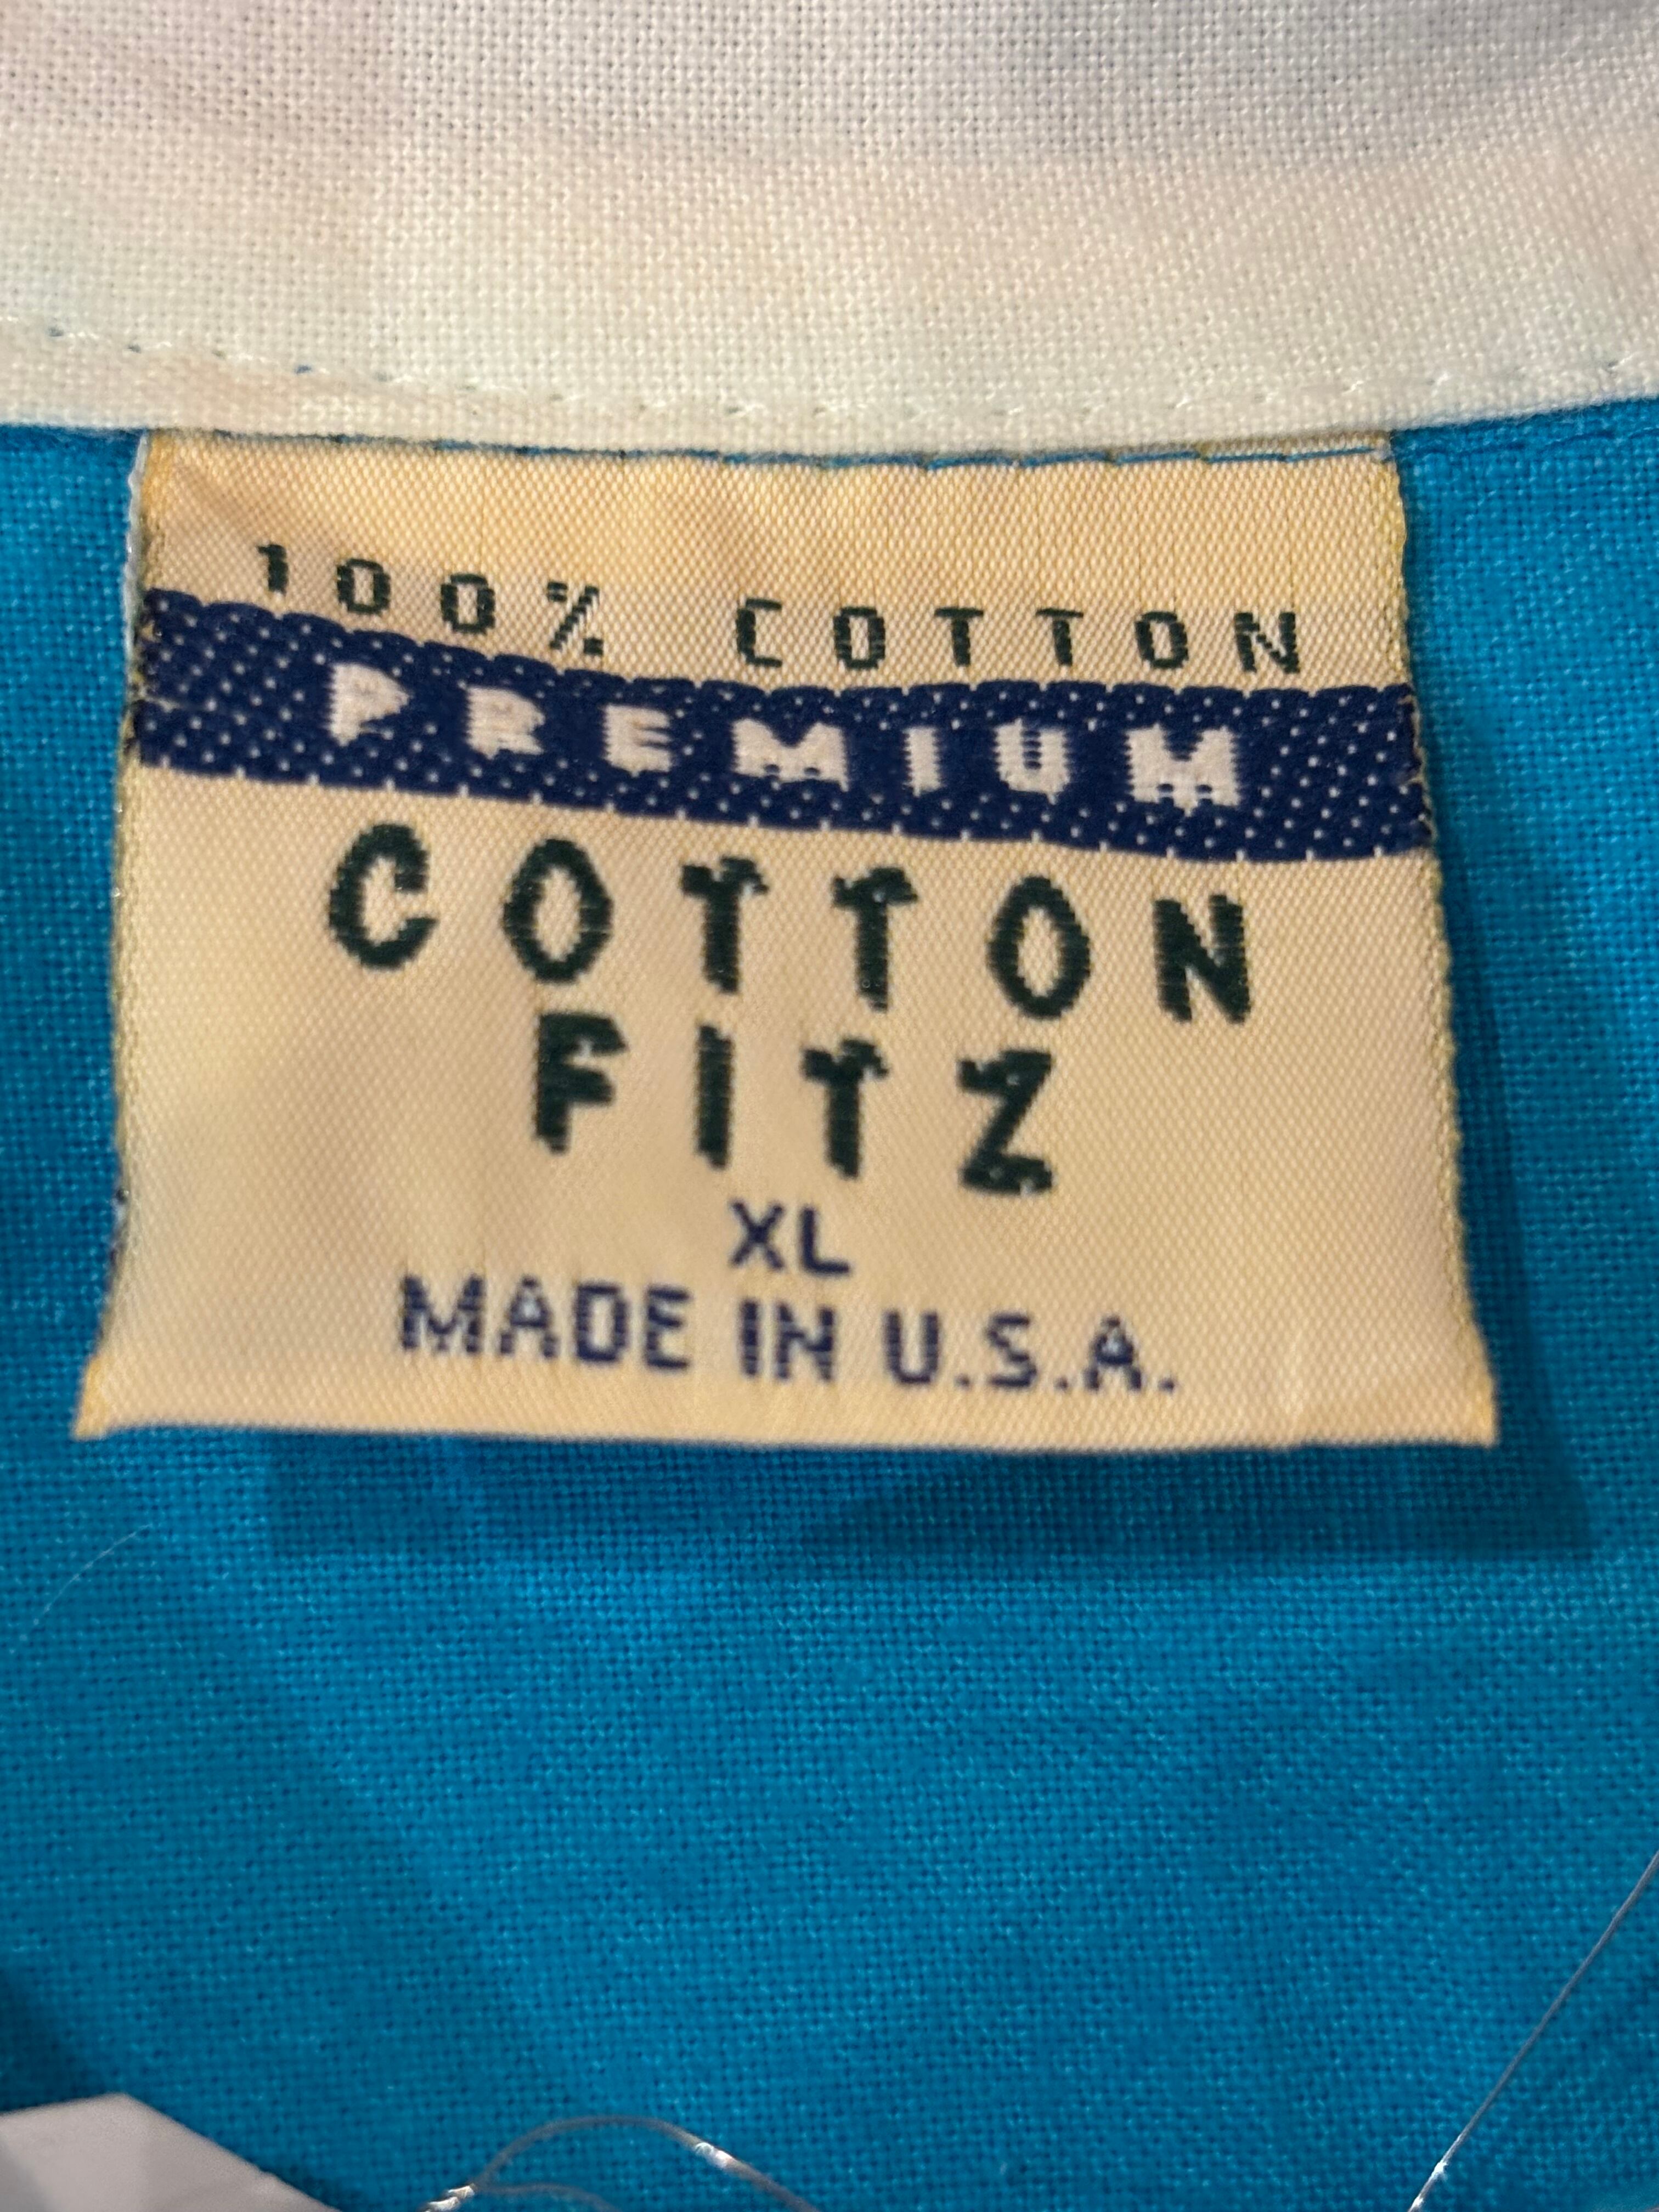 100% COTTON
PREMIUM
COTTON
FITZ
XL
MADE IN U.S.A.